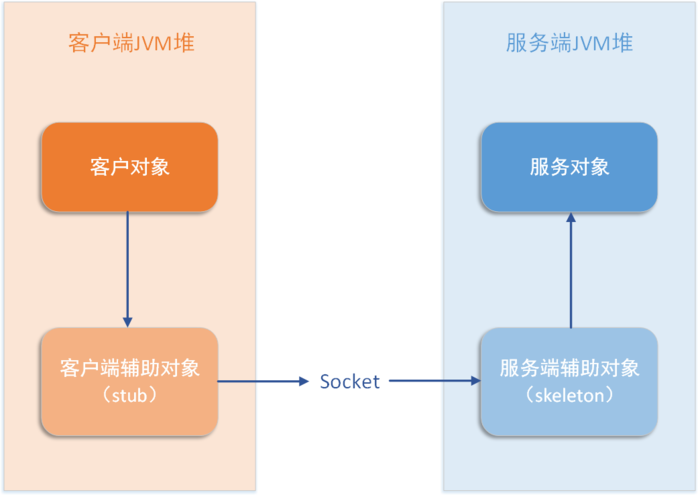 客户端JVM堆
服务端JVM堆
客户对象
服务对象
客户端辅助对象
（stub）
Socket
服务端辅助对象
（skeleton）